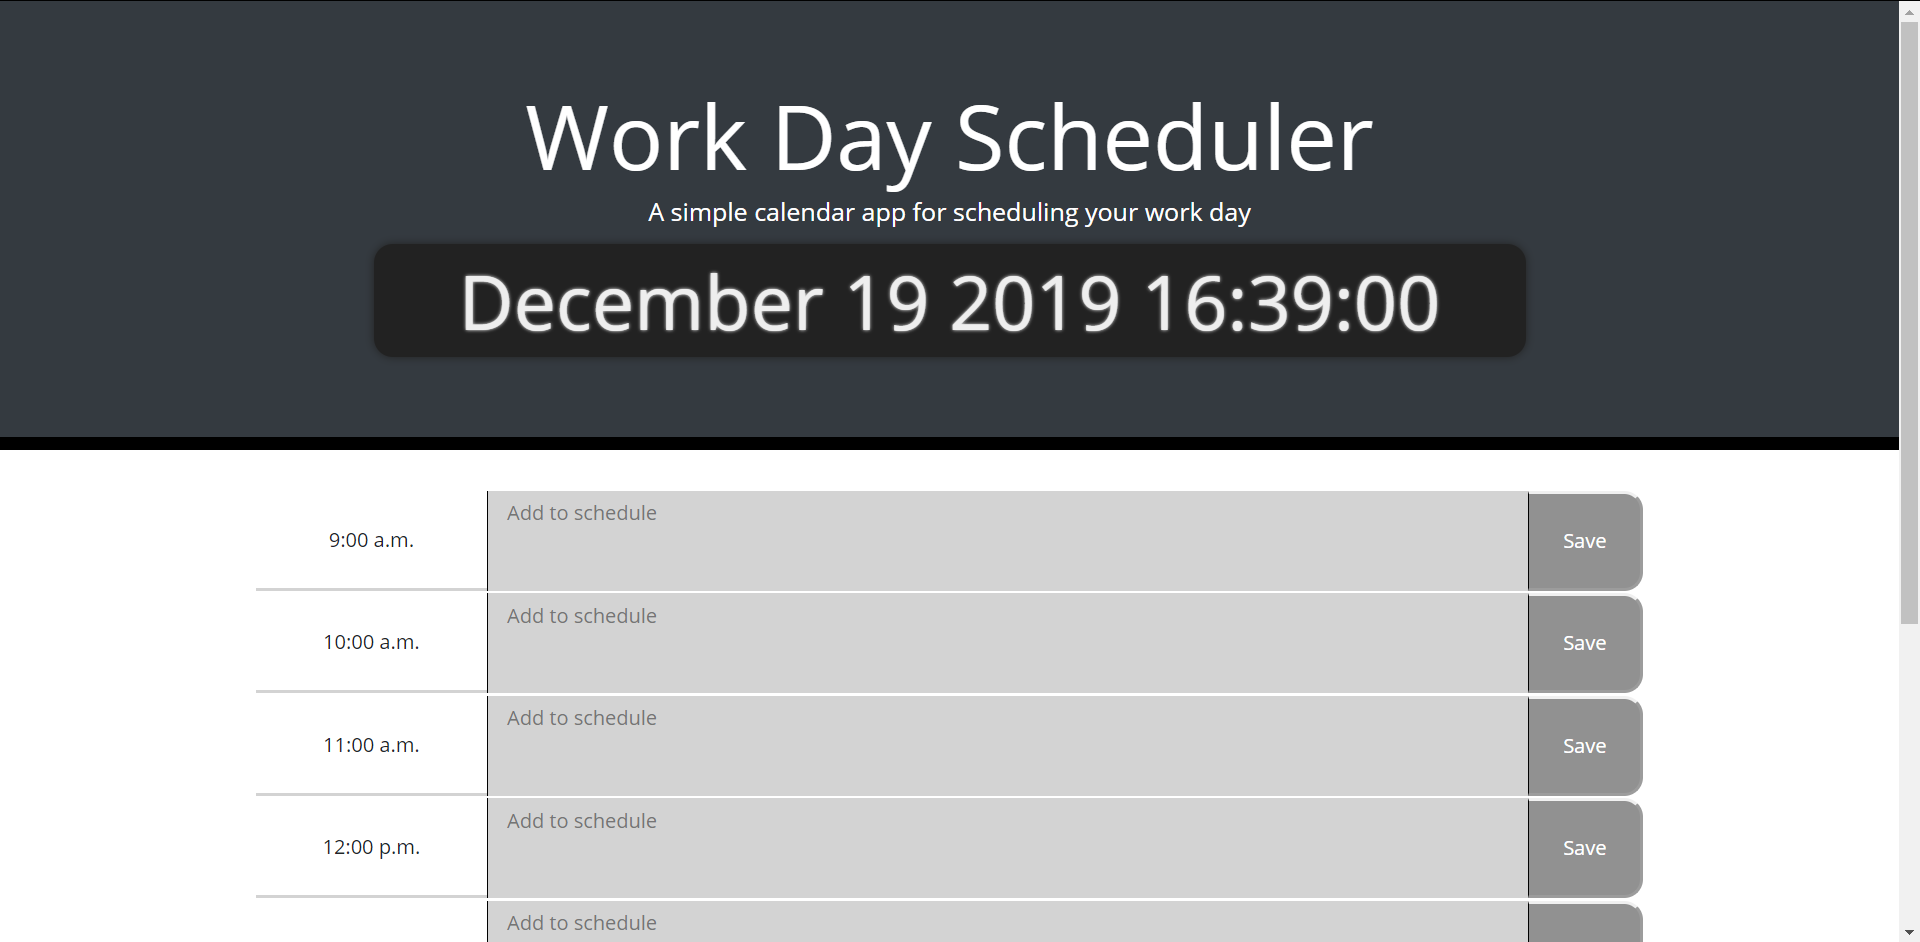 Work Day Scheduler
A simple calendar app for scheduling your work day
December 19 2019 16:39:00
9:00 a.m.
Add to schedule
Save
10:00 a.m.
Add to schedule
Save
11:00 a.m.
Add to schedule
Save
12:00 p.m.
Add to schedule
Save
Add to schedule